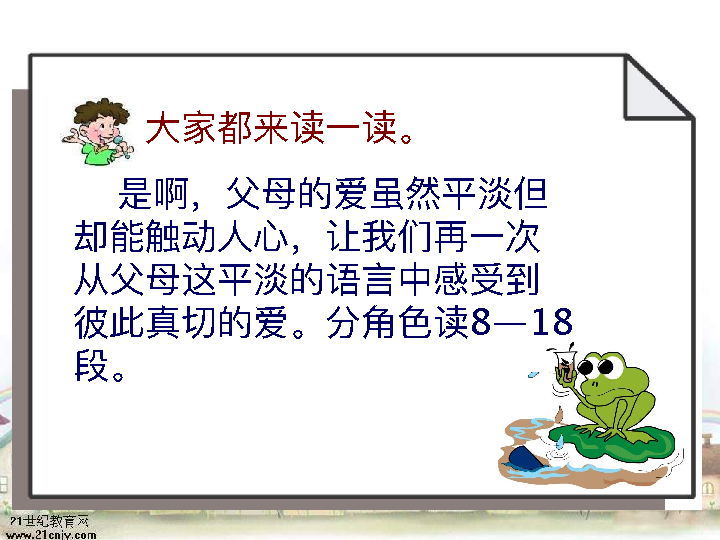 大家都来读一读。
是啊，父母的爱虽然平淡但
却能触动人心，让我们再一次
从父母这平淡的语言中感受到
彼此真切的爱。分角色读8—18
段。
21世纪教育网
www.21cnjy.com